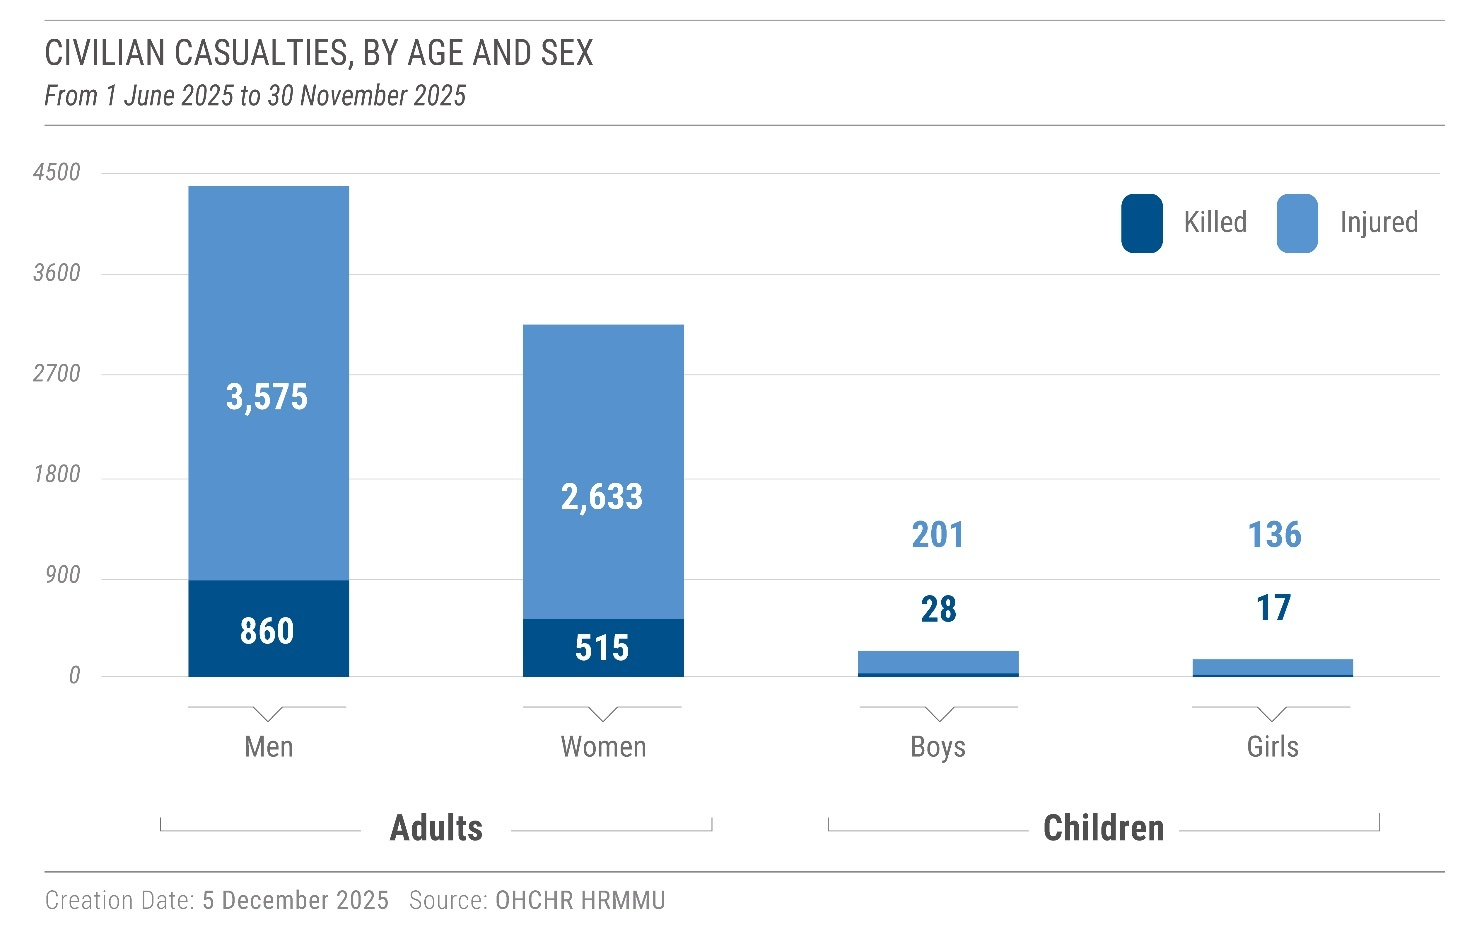 CIVILIAN CASUALTIES, BY AGE AND SEX
From 1 June 2025 to 30 November 2025
4500
Killed Injured
3600
2700
3,575
1800
2,633
201 136
900
28 17
860
515
0
Men Women Boys Girls
Adults Children
Creation Date: 5 December 2025 Source: OHCHR HRMMU